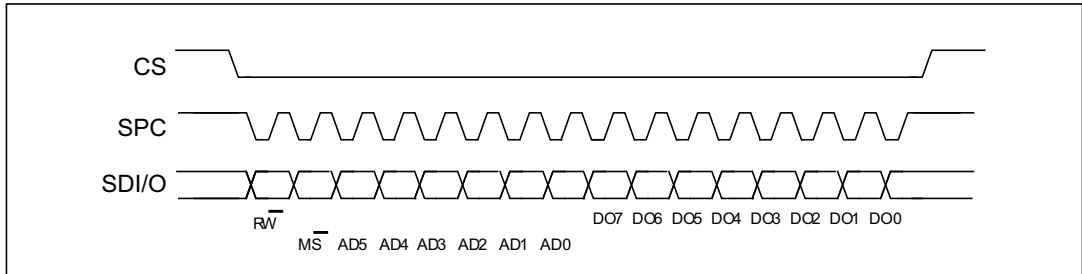 CS
SPC
SDI/O
RW DO7 DO6 DO5 DO4 DO3 DO2 DO1 DO0
MS AD5 AD4 AD3 AD2 AD1 AD0